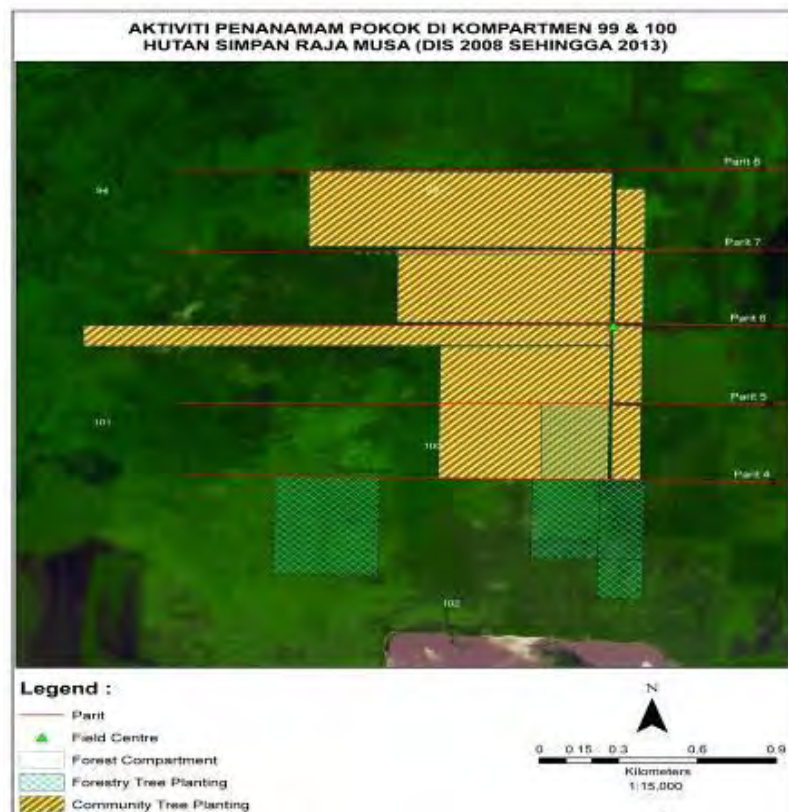 AKTIVITI PENANAMAM POKOK DI KOMPARTMEN 99 & 100
HUTAN SIMPAN RAJA MUSA (DIS 2008 SEHINGGA 2013)
Parit 8
94
Parit 7
Parit 6
Parit 5
101
100
Parit 4
102
Legend :
Parit
Field Centre
Forest Compartment
Forestry Tree Planting
Community Tree Planting
N
0 0.15 0.3 0.6 0.9
Kilometers
1:15,000